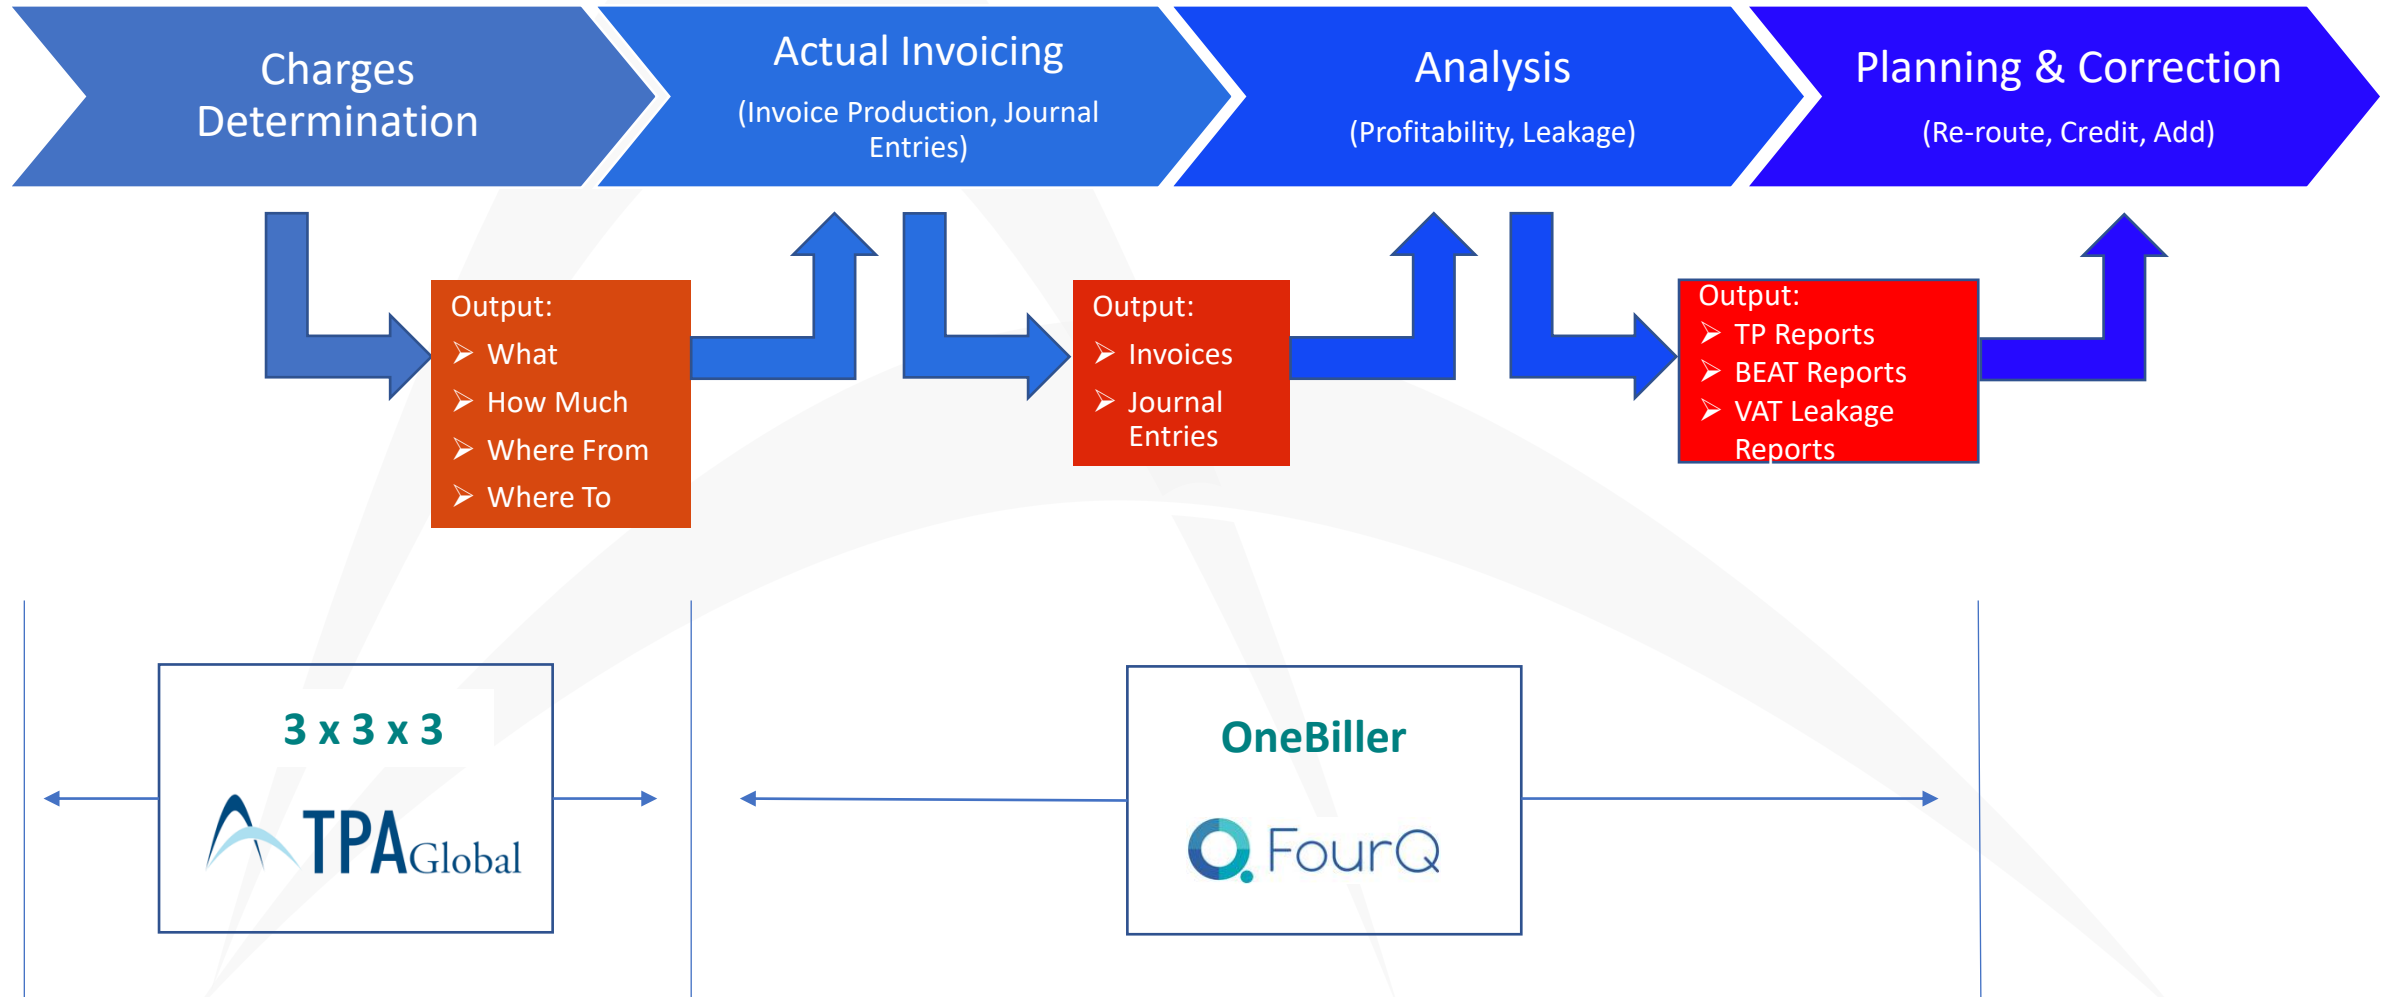 Charges
Determination
Actual Invoicing
(Invoice Production, Journal
Entries)
Analysis
(Profitability, Leakage)
Planning & Correction
(Re-route, Credit, Add)
Output:
➢ What
➢ How Much
➢ Where From
➢ Where To
Output:
➢ Invoices
➢ Journal
Entries
Output:
➢ TP Reports
➢ BEAT Reports
➢ VAT Leakage
Reports
3 x 3 x 3
TPA Global
OneBiller
FourQ